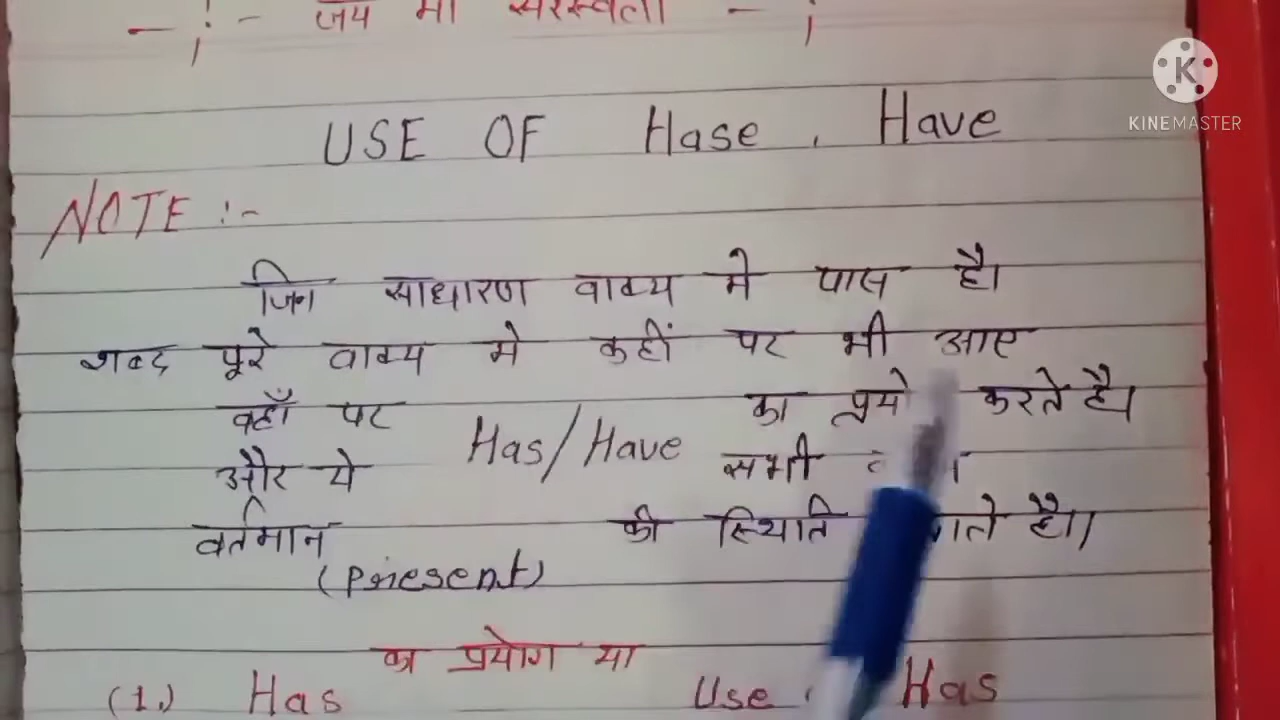 -:- जय माँ सरस्वती -:
KINEMASTER
USE OF Hase, Have
NOTE :-
जिन साधारण वाक्य मे पास है।
शब्द पूरे वाक्य मे कहीं पर भी आए
वहाँ पर Has/Have का करते है।
और ये सभी
वर्तमान की स्थिति है।
(Present)
का प्रयोग या
(1.) Has Use Has